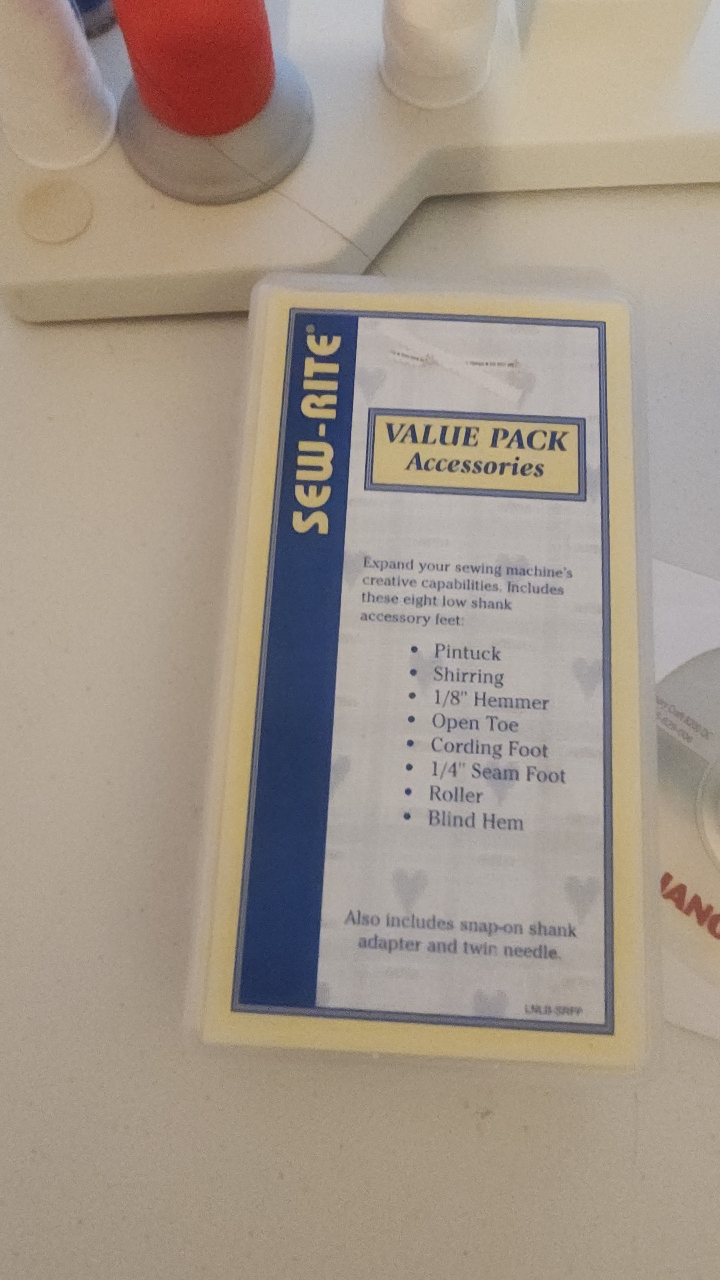 SEW-RITE®
VALUE PACK
Accessories
Expand your sewing machine's
creative capabilities. Includes
these eight low shank
accessory feet:
• Pintuck
• Shirring
• 1/8" Hemmer
• Open Toe
• Cording Foot
• 1/4" Seam Foot
• Roller
• Blind Hem
Also includes snap-on shank
adapter and twin needle.
LNLB-SRPP